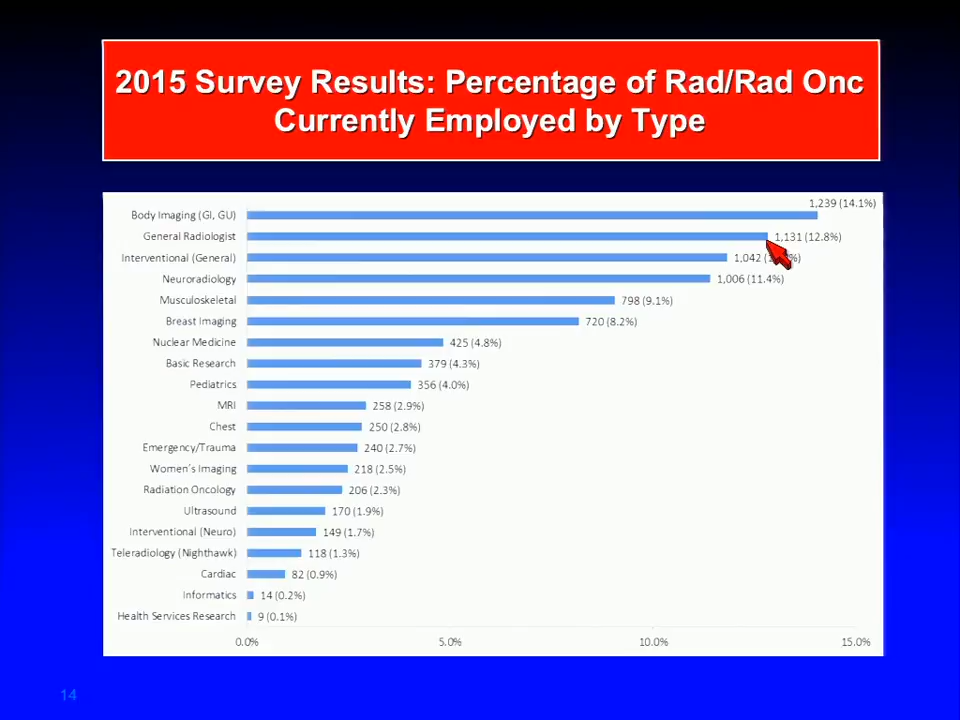 2015 Survey Results: Percentage of Rad/Rad Onc
Currently Employed by Type
Body Imaging (GI, GU) 1,239 (14.1%)
General Radiologist 1,131 (12.8%)
Interventional (General) 1,042
Neuroradiology 1,006 (11.4%)
Musculoskeletal 798 (9.1%)
Breast Imaging 720 (8.2%)
Nuclear Medicine 425 (4.8%)
Basic Research 379 (4.3%)
Pediatrics 356 (4.0%)
MRI 258 (2.9%)
Chest 250 (2.8%)
Emergency/Trauma 240 (2.7%)
Women's Imaging 218 (2.5%)
Radiation Oncology 206 (2.3%)
Ultrasound 170 (1.9%)
Interventional (Neuro) 149 (1.7%)
Teleradiology (Nighthawk) 118 (1.3%)
Cardiac 82 (0.9%)
Informatics 14 (0.2%)
Health Services Research 9 (0.1%)
0.0% 5.0% 10.0% 15.0%
14